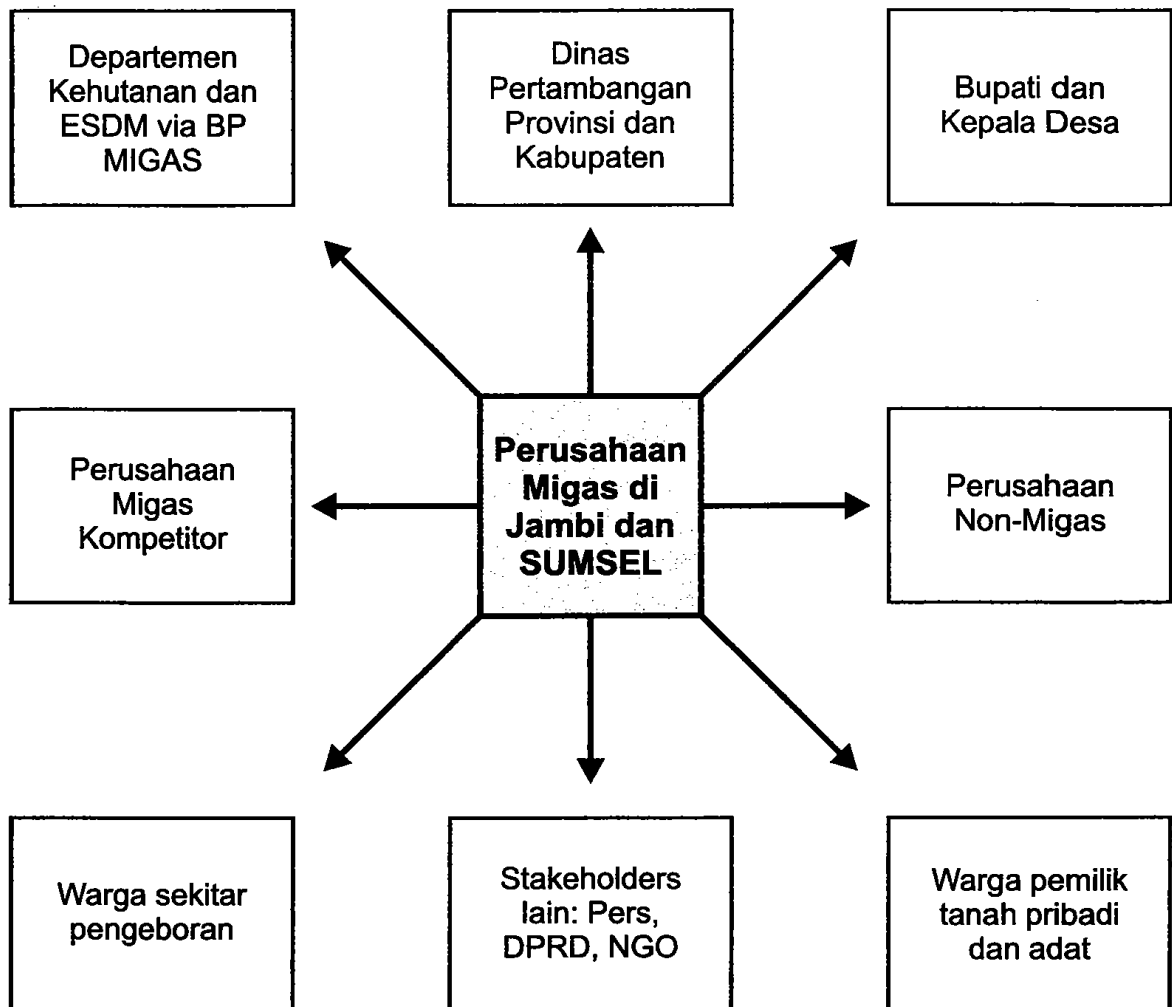 Departemen
Kehutanan dan
ESDM via BP
MIGAS
Dinas
Pertambangan
Provinsi dan
Kabupaten
Bupati dan
Kepala Desa
Perusahaan
Migas
Kompetitor
Perusahaan
Migas di
Jambi dan
SUMSEL
Perusahaan
Non-Migas
Warga sekitar
pengeboran
Stakeholders
lain: Pers,
DPRD, NGO
Warga pemilik
tanah pribadi
dan adat